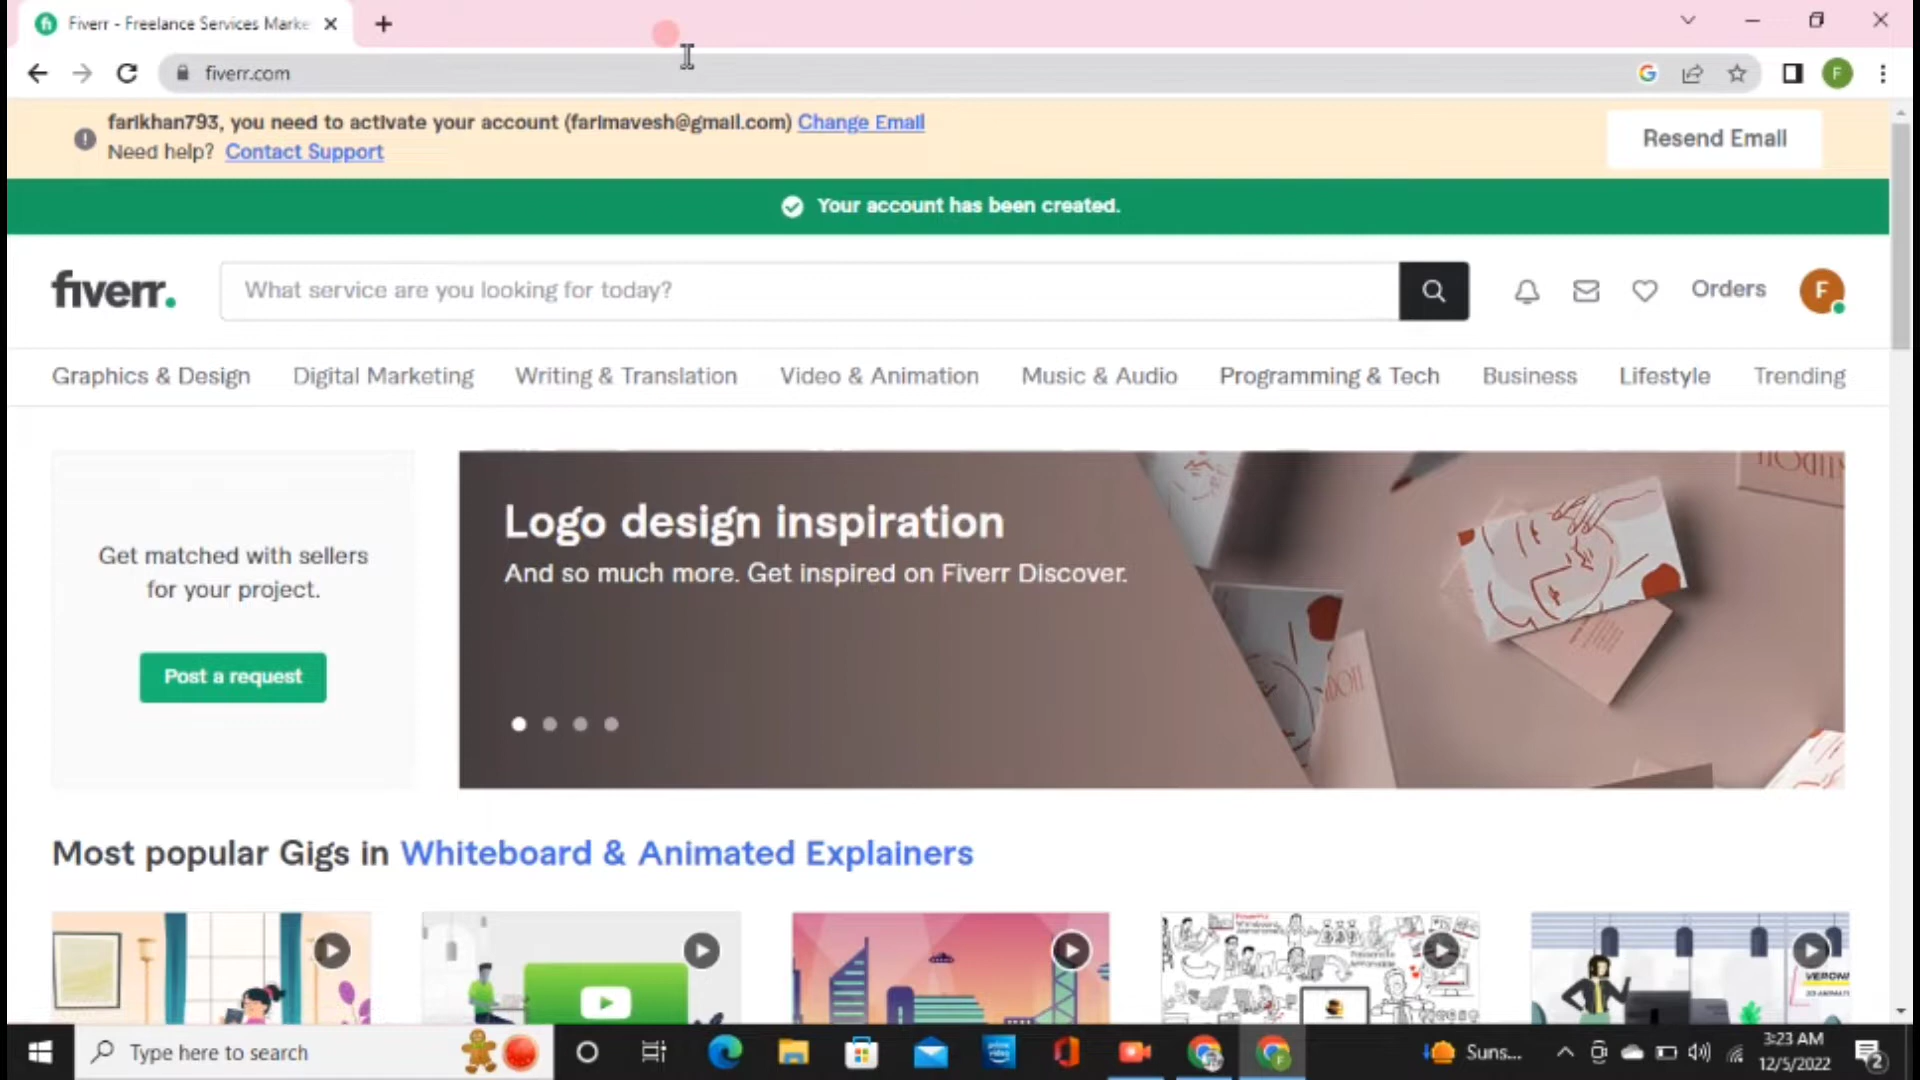 Fiverr - Freelance Services Marke
fiverr.com
F
farikhan793, you need to activate your account (farimavesh@gmail.com) Change Email
Need help? Contact Support
Resend Email
Your account has been created.
fiverr.
What service are you looking for today?
Orders
F
Graphics & Design
Digital Marketing
Writing & Translation
Video & Animation
Music & Audio
Programming & Tech
Business
Lifestyle
Trending
Get matched with sellers
for your project.
Post a request
Logo design inspiration
And so much more. Get inspired on Fiverr Discover.
Most popular Gigs in Whiteboard & Animated Explainers
Type here to search
Suns...
3:23 AM
12/5/2022
2